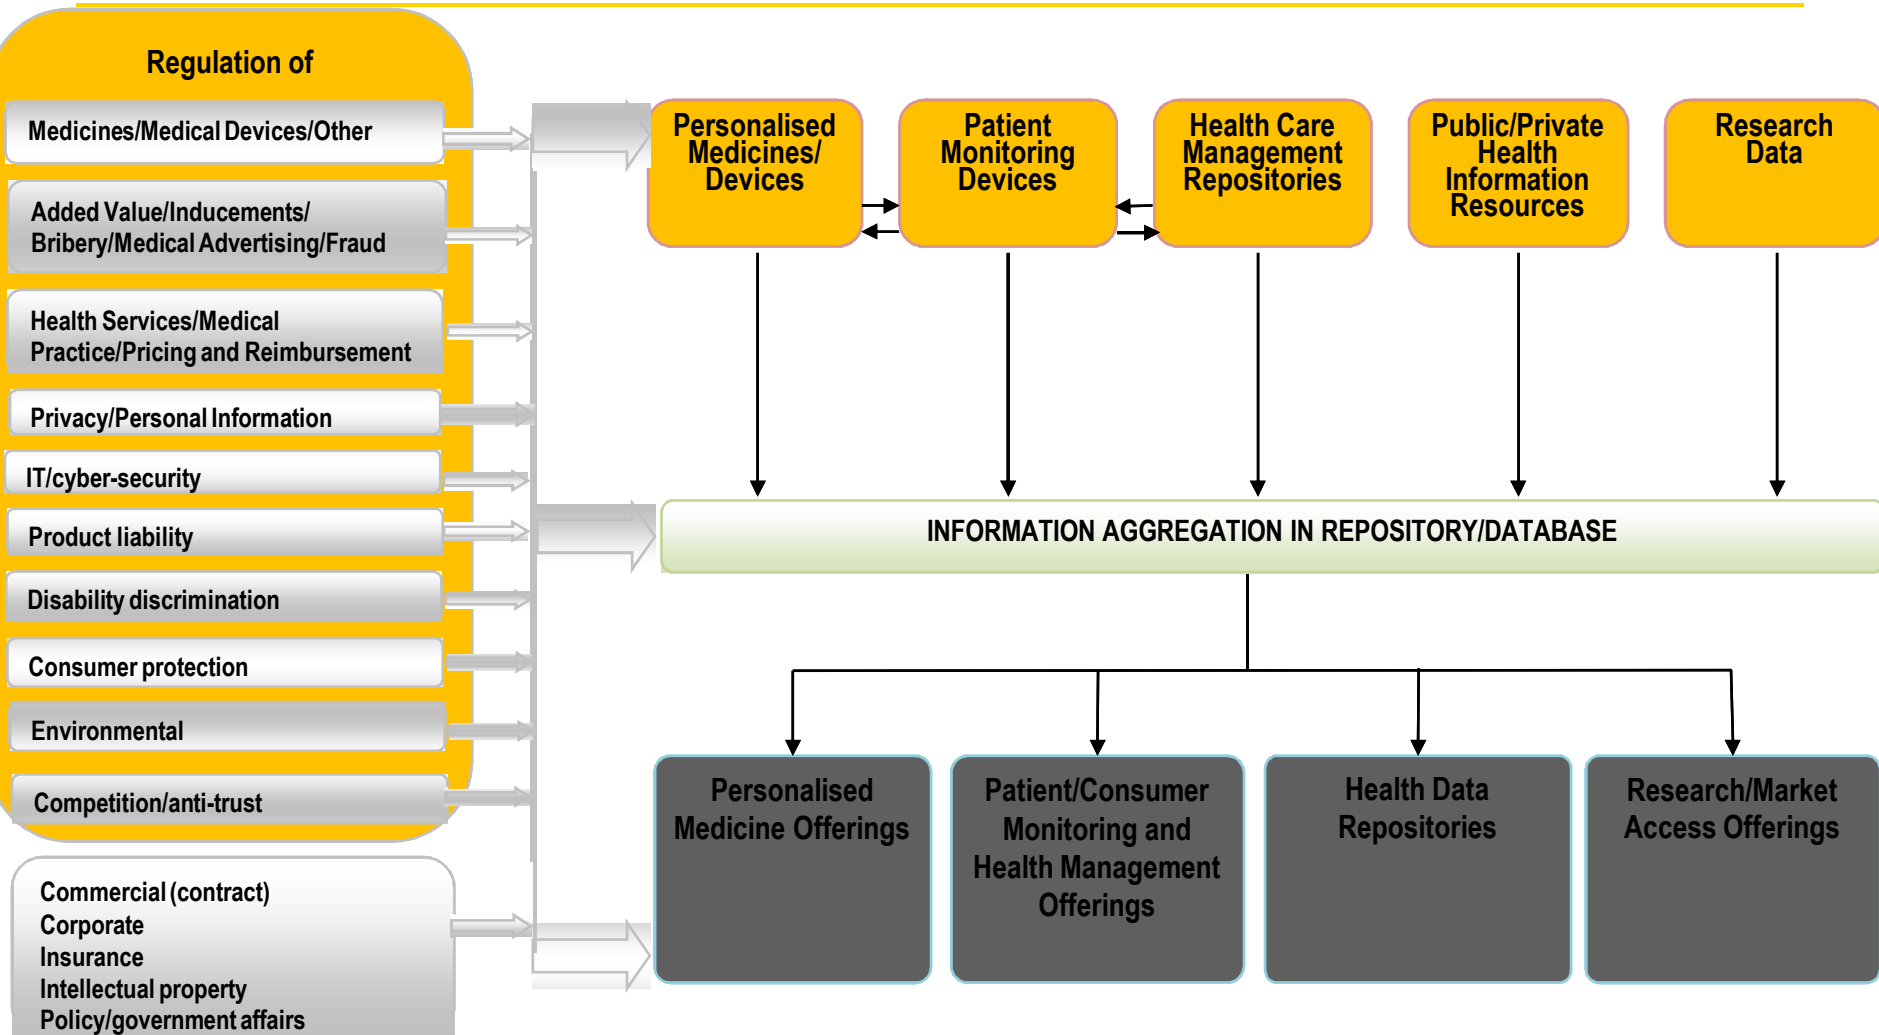 Regulation of
Medicines/Medical Devices/Other
Added Value/Inducements/
Bribery/Medical Advertising/Fraud
Health Services/Medical
Practice/Pricing and Reimbursement
Privacy/Personal Information
IT/cyber-security
Product liability
Disability discrimination
Consumer protection
Environmental
Competition/anti-trust
Commercial (contract)
Corporate
Insurance
Intellectual property
Policy/government affairs
Personalised
Medicines/
Devices
Patient
Monitoring
Devices
Health Care
Management
Repositories
Public/Private
Health
Information
Resources
Research
Data
INFORMATION AGGREGATION IN REPOSITORY/DATABASE
Personalised
Medicine Offerings
Patient/Consumer
Monitoring and
Health Management
Offerings
Health Data
Repositories
Research/Market
Access Offerings